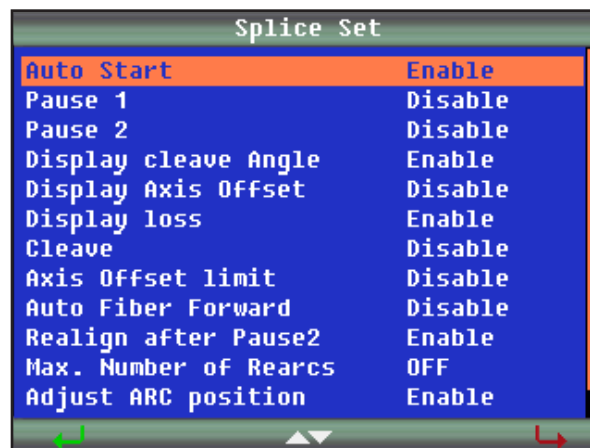 Splice Set
Auto Start Enable
Pause 1 Disable
Pause 2 Disable
Display cleave Angle Enable
Display Axis Offset Disable
Display loss Enable
Cleave Disable
Axis Offset limit Disable
Auto Fiber Forward Disable
Realign after Pause2 Enable
Max. Number of Rearcs OFF
Adjust ARC position Enable